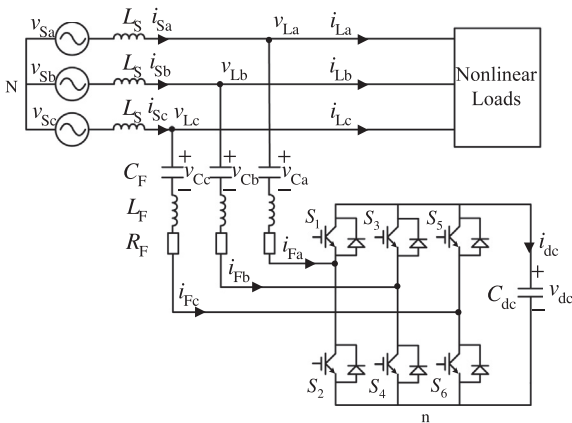 v_Sa L_S i_Sa v_La i_La
v_Sb L_S i_Sb v_Lb i_Lb
N
v_Sc L_S i_Sc v_Lc i_Lc
Nonlinear
Loads
C_F + v_Cc − + v_Cb − + v_Ca −
L_F
R_F
S_1 S_3 S_5
i_Fa
i_Fb
i_Fc
i_dc
C_dc + v_dc −
S_2 S_4 S_6
n